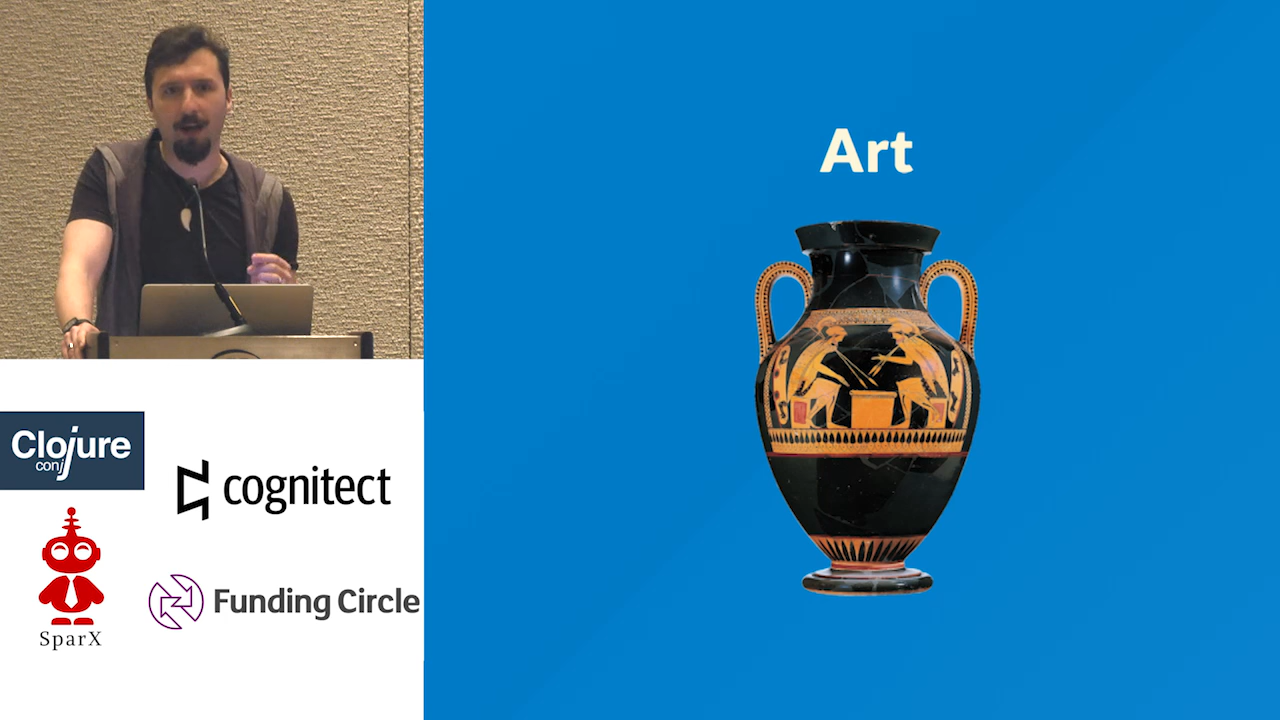 Art
Clojure
conj
cognitect
SparX
Funding Circle